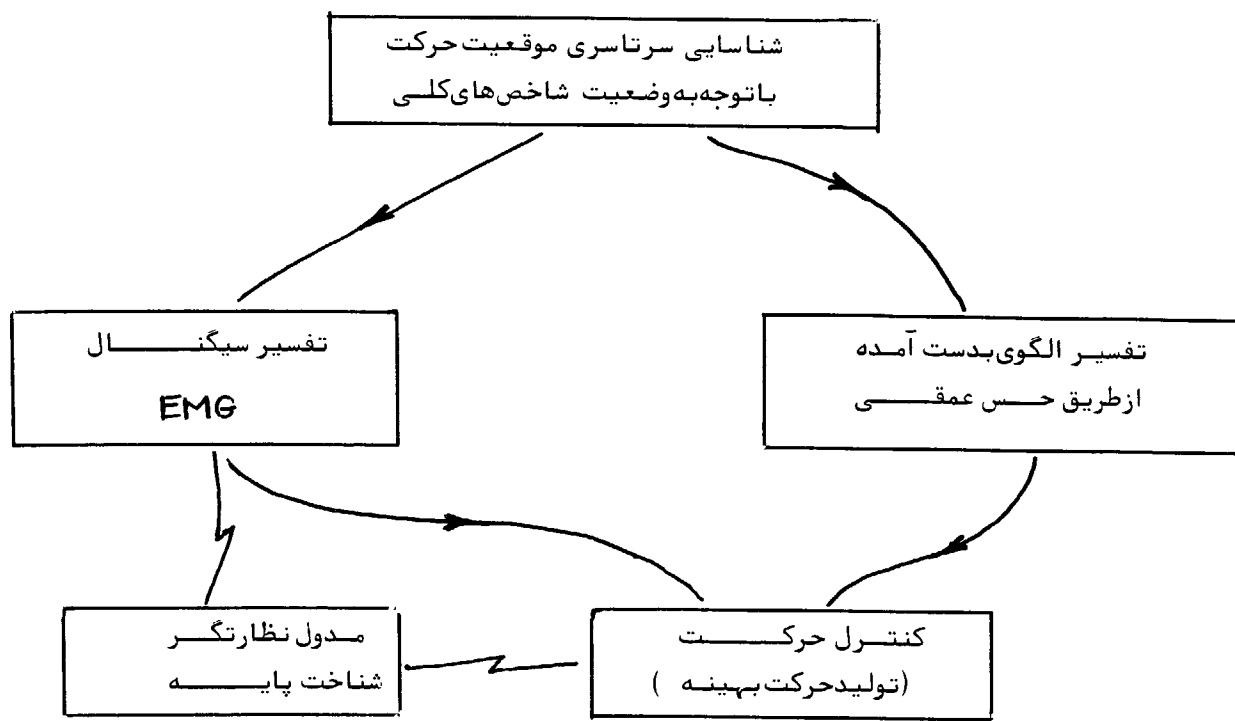 شناسایی سرتاسری موقعیت حرکت
باتوجه‌به‌وضعیت شاخص‌های‌کلی
تفسیر سیگنال
EMG
تفسیر الگوی‌بدست آمده
ازطریق حس عمقی
مدول نظارتگر
شناخت پایه
کنترل حرکت
(تولیدحرکت‌بهینه )